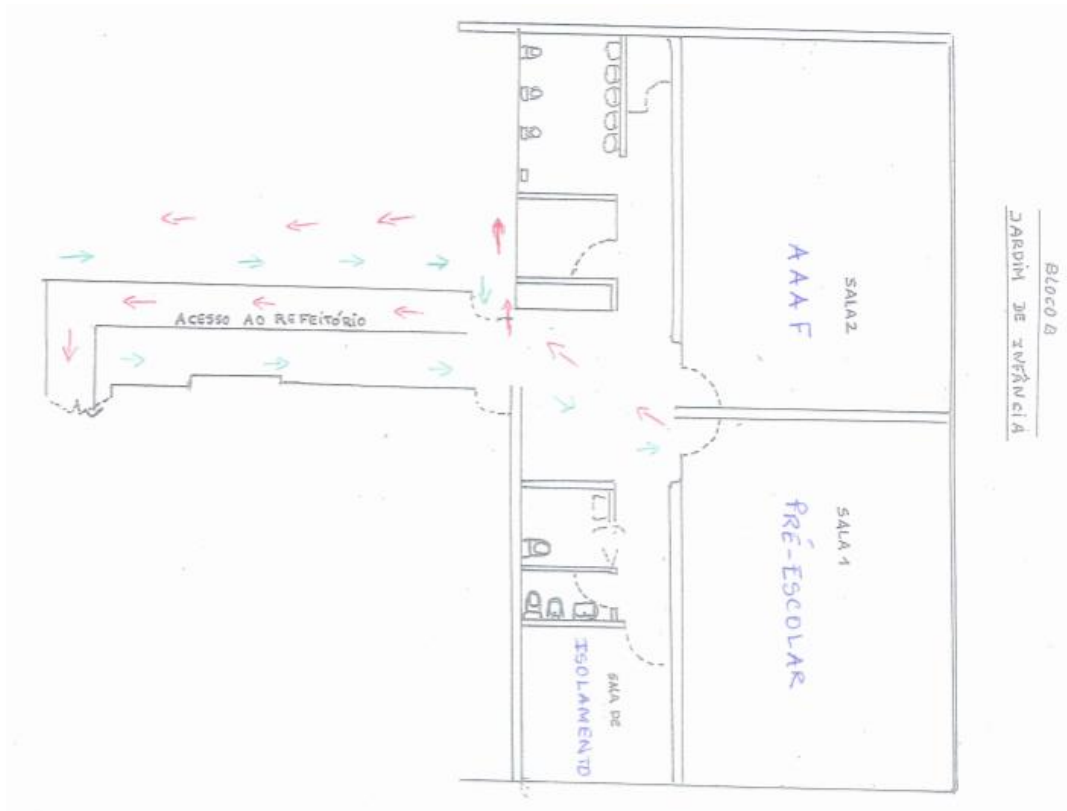 BLOCO B
JARDIM DE INFÂNCIA
SALA 2
AAAF
SALA 1
PRÉ-ESCOLAR
SALA DE
ISOLAMENTO
ACESSO AO REFEITÓRIO